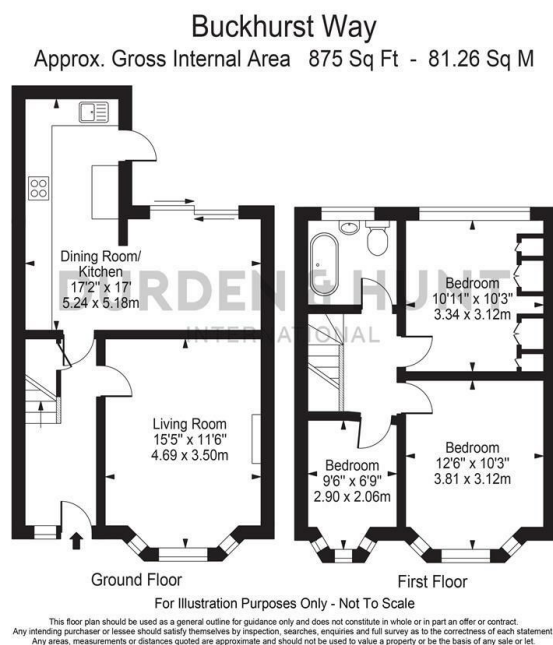 Buckhurst Way
Approx. Gross Internal Area 875 Sq Ft - 81.26 Sq M
Dining Room/
Kitchen
17'2" x 17'
5.24 x 5.18m
BURDEN & HUNT
INTERNATIONAL
Living Room
15'5" x 11'6"
4.69 x 3.50m
Ground Floor
Bedroom
10'11" x 10'3"
3.34 x 3.12m
Bedroom
9'6" x 6'9"
2.90 x 2.06m
Bedroom
12'6" x 10'3"
3.81 x 3.12m
First Floor
For Illustration Purposes Only - Not To Scale
This floor plan should be used as a general outline for guidance only and does not constitute in whole or in part an offer or contract.
Any intending purchaser or lessee should satisfy themselves by inspection, searches, enquiries and full survey as to the correctness of each statement
Any areas, measurements or distances quoted are approximate and should not be used to value a property or be the basis of any sale or let.